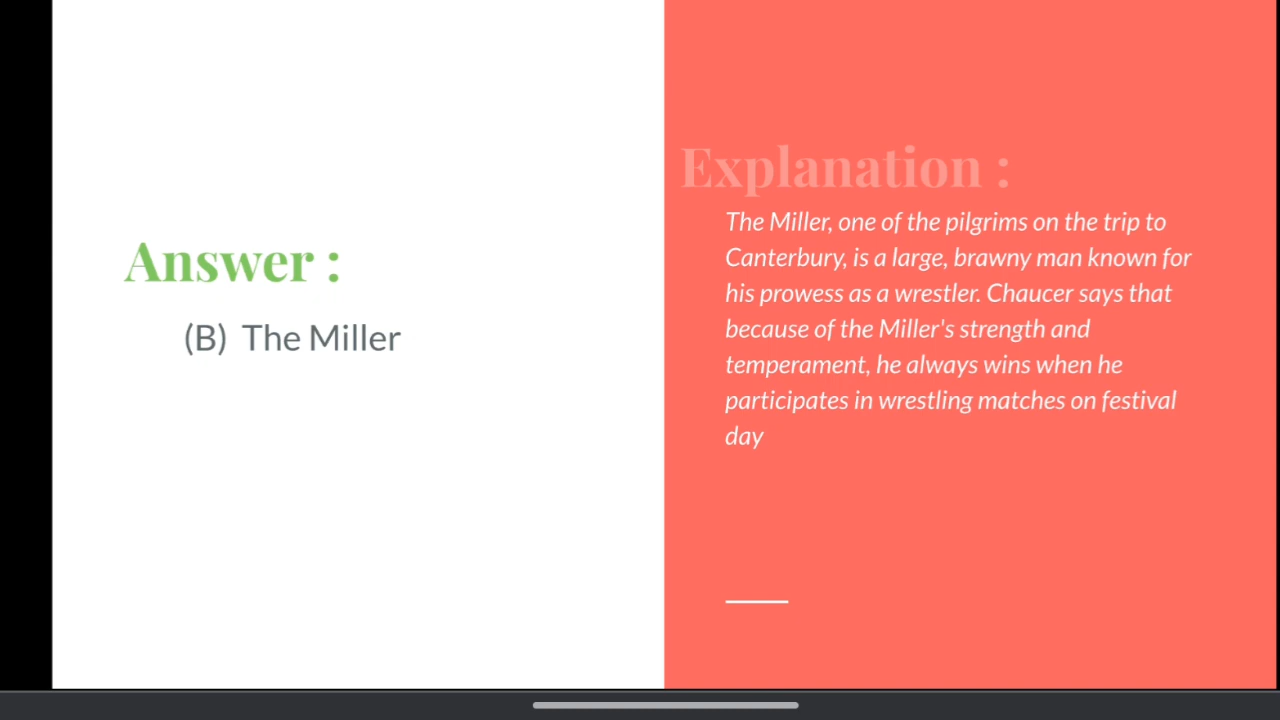 Answer :
(B) The Miller
Explanation :
The Miller, one of the pilgrims on the trip to
Canterbury, is a large, brawny man known for
his prowess as a wrestler. Chaucer says that
because of the Miller's strength and
temperament, he always wins when he
participates in wrestling matches on festival
day